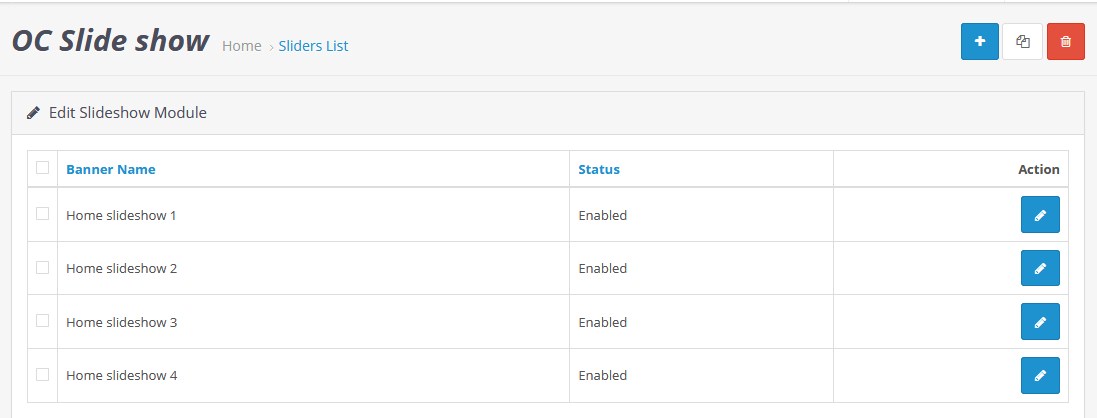 OC Slide show Home › Sliders List
Edit Slideshow Module
Banner Name Status Action
Home slideshow 1 Enabled
Home slideshow 2 Enabled
Home slideshow 3 Enabled
Home slideshow 4 Enabled